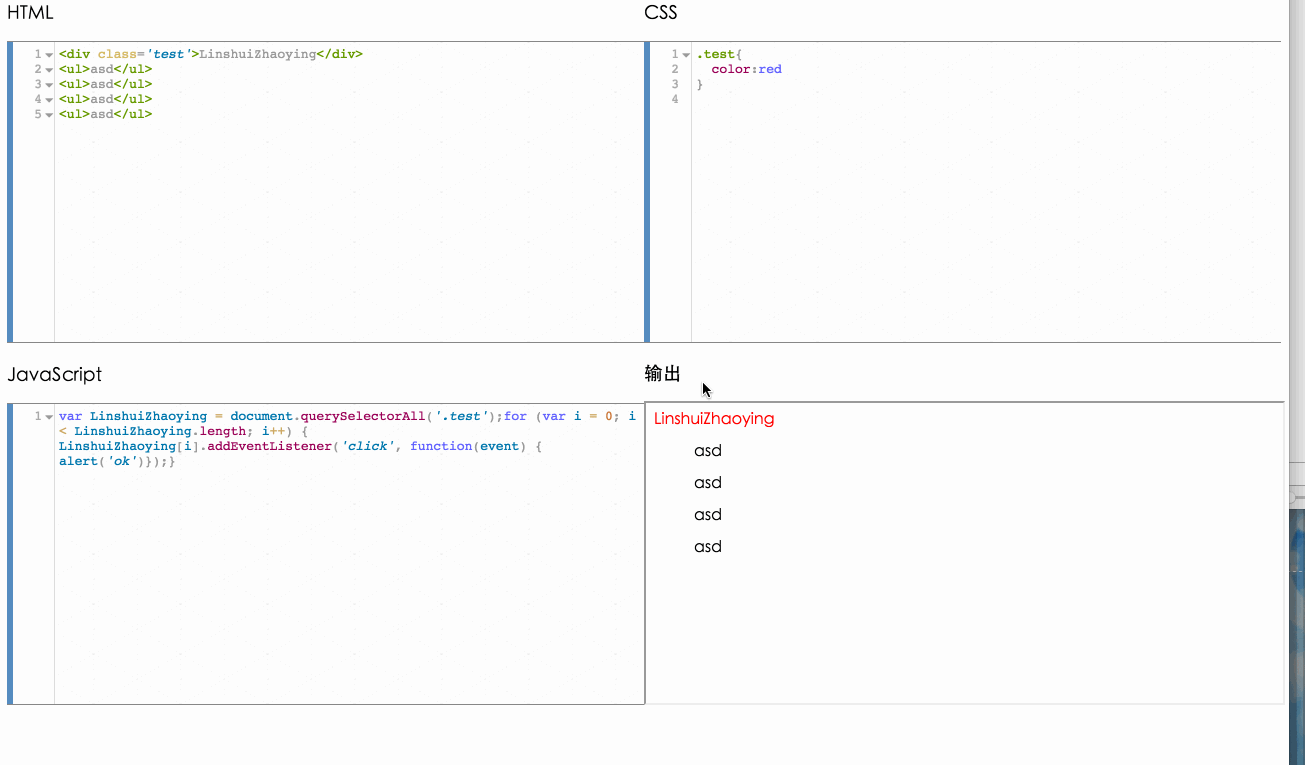 HTML
1 <div class='test'>LinshuiZhaoying</div>
2 <ul>asd</ul>
3 <ul>asd</ul>
4 <ul>asd</ul>
5 <ul>asd</ul>
CSS
1 .test{
2 color:red
3 }
4
JavaScript
1 var LinshuiZhaoying = document.querySelectorAll('.test');for (var i = 0; i
< LinshuiZhaoying.length; i++) {
LinshuiZhaoying[i].addEventListener('click', function(event) {
alert('ok')});}
输出
LinshuiZhaoying
asd
asd
asd
asd